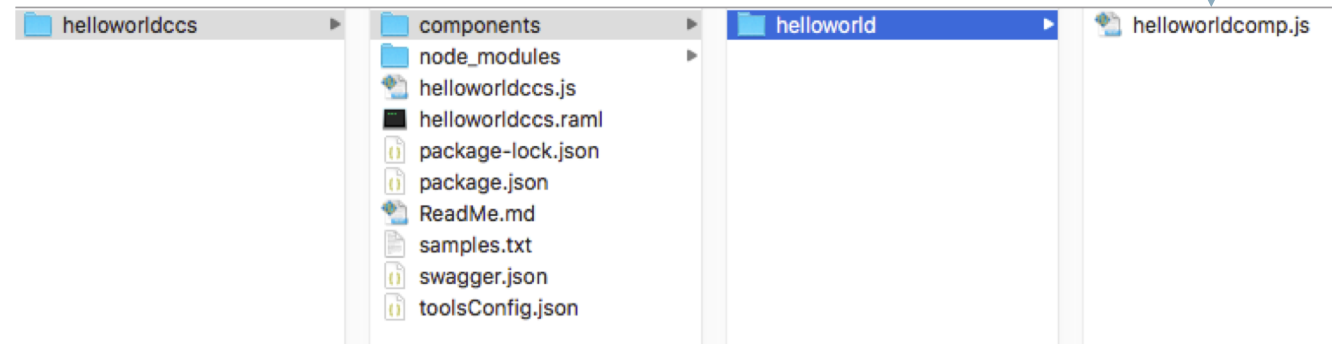 helloworldccs
components
node_modules
helloworldccs.js
helloworldccs.raml
package-lock.json
package.json
ReadMe.md
samples.txt
swagger.json
toolsConfig.json
helloworld
helloworldcomp.js